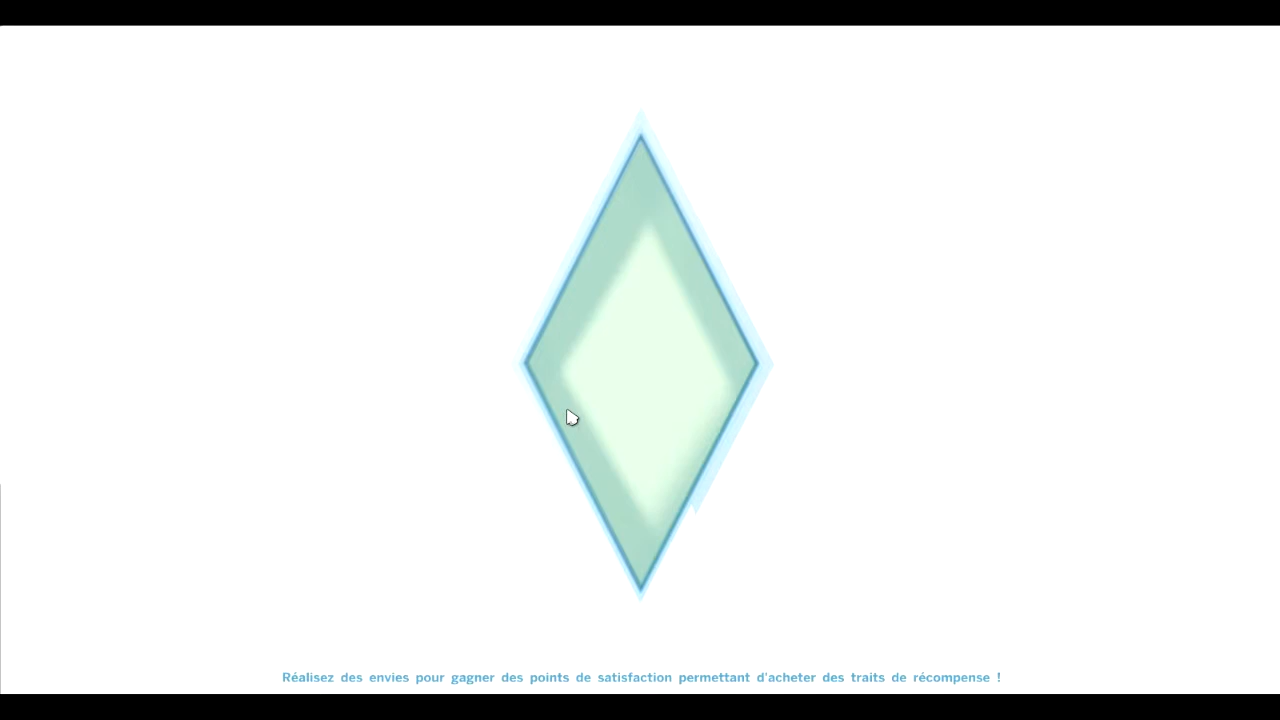 Réalisez des envies pour gagner des points de satisfaction permettant d'acheter des traits de récompense !